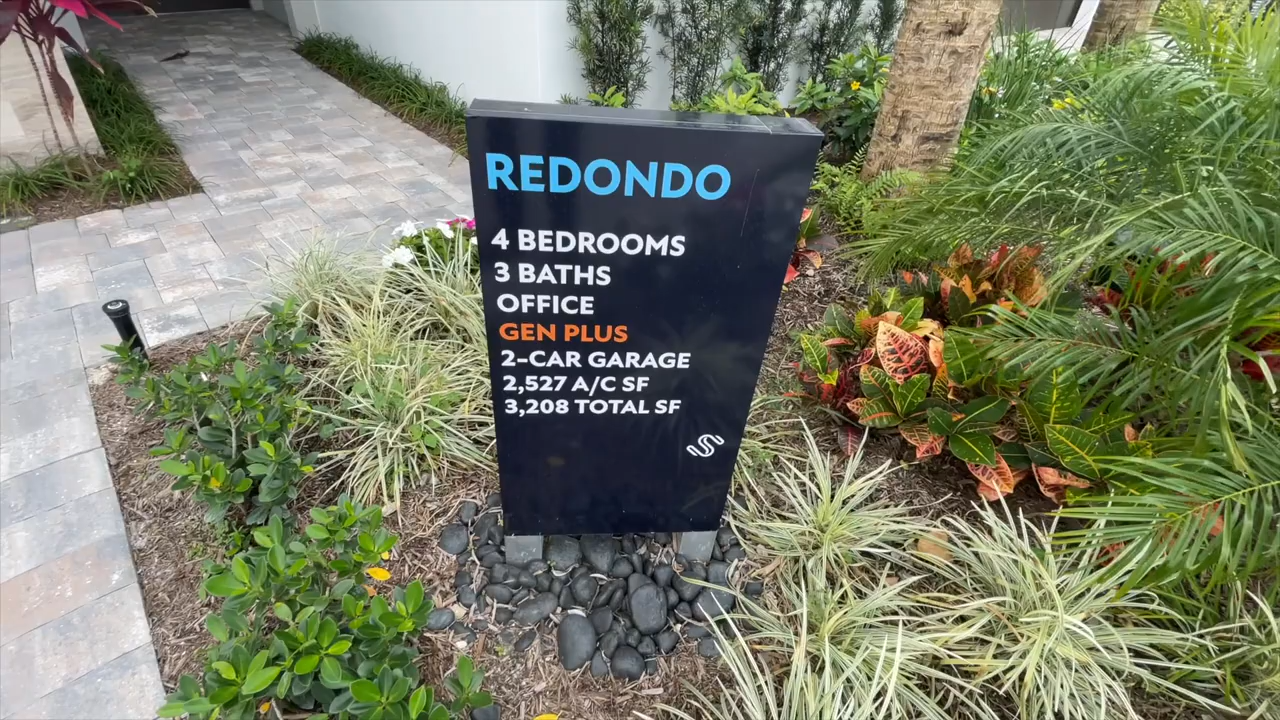 REDONDO
4 BEDROOMS
3 BATHS
OFFICE
GEN PLUS
2-CAR GARAGE
2,527 A/C SF
3,208 TOTAL SF